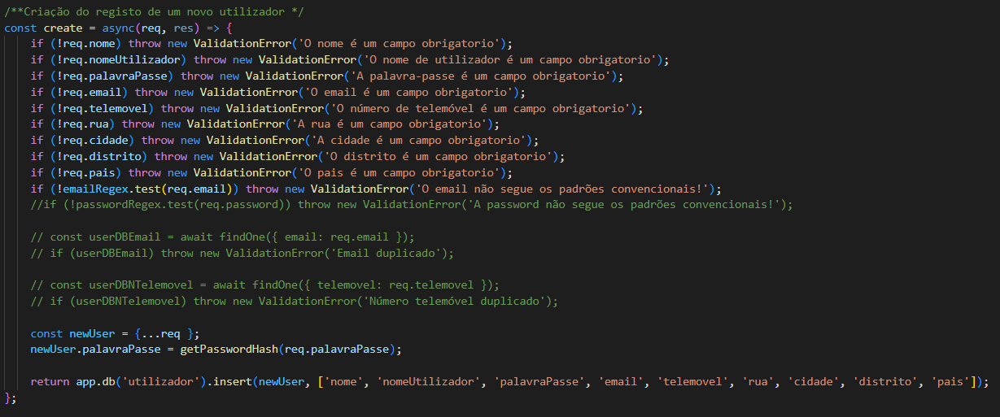 /**Criação do registo de um novo utilizador */
const create = async(req, res) => {
    if (!req.nome) throw new ValidationError('O nome é um campo obrigatorio');
    if (!req.nomeUtilizador) throw new ValidationError('O nome de utilizador é um campo obrigatorio');
    if (!req.palavraPasse) throw new ValidationError('A palavra-passe é um campo obrigatorio');
    if (!req.email) throw new ValidationError('O email é um campo obrigatorio');
    if (!req.telemovel) throw new ValidationError('O número de telemóvel é um campo obrigatorio');
    if (!req.rua) throw new ValidationError('A rua é um campo obrigatorio');
    if (!req.cidade) throw new ValidationError('A cidade é um campo obrigatorio');
    if (!req.distrito) throw new ValidationError('O distrito é um campo obrigatorio');
    if (!req.pais) throw new ValidationError('O pais é um campo obrigatorio');
    if (!emailRegex.test(req.email)) throw new ValidationError('O email não segue os padrões convencionais!');
    //if (!passwordRegex.test(req.password)) throw new ValidationError('A password não segue os padrões convencionais!');
    // const userDBEmail = await findOne({ email: req.email });
    // if (userDBEmail) throw new ValidationError('Email duplicado');
    // const userDBNTelemovel = await findOne({ telemovel: req.telemovel });
    // if (userDBNTelemovel) throw new ValidationError('Número telemóvel duplicado');
    const newUser = {...req };
    newUser.palavraPasse = getPasswordHash(req.palavraPasse);
    return app.db('utilizador').insert(newUser, ['nome', 'nomeUtilizador', 'palavraPasse', 'email', 'telemovel', 'rua', 'cidade', 'distrito', 'pais']);
};